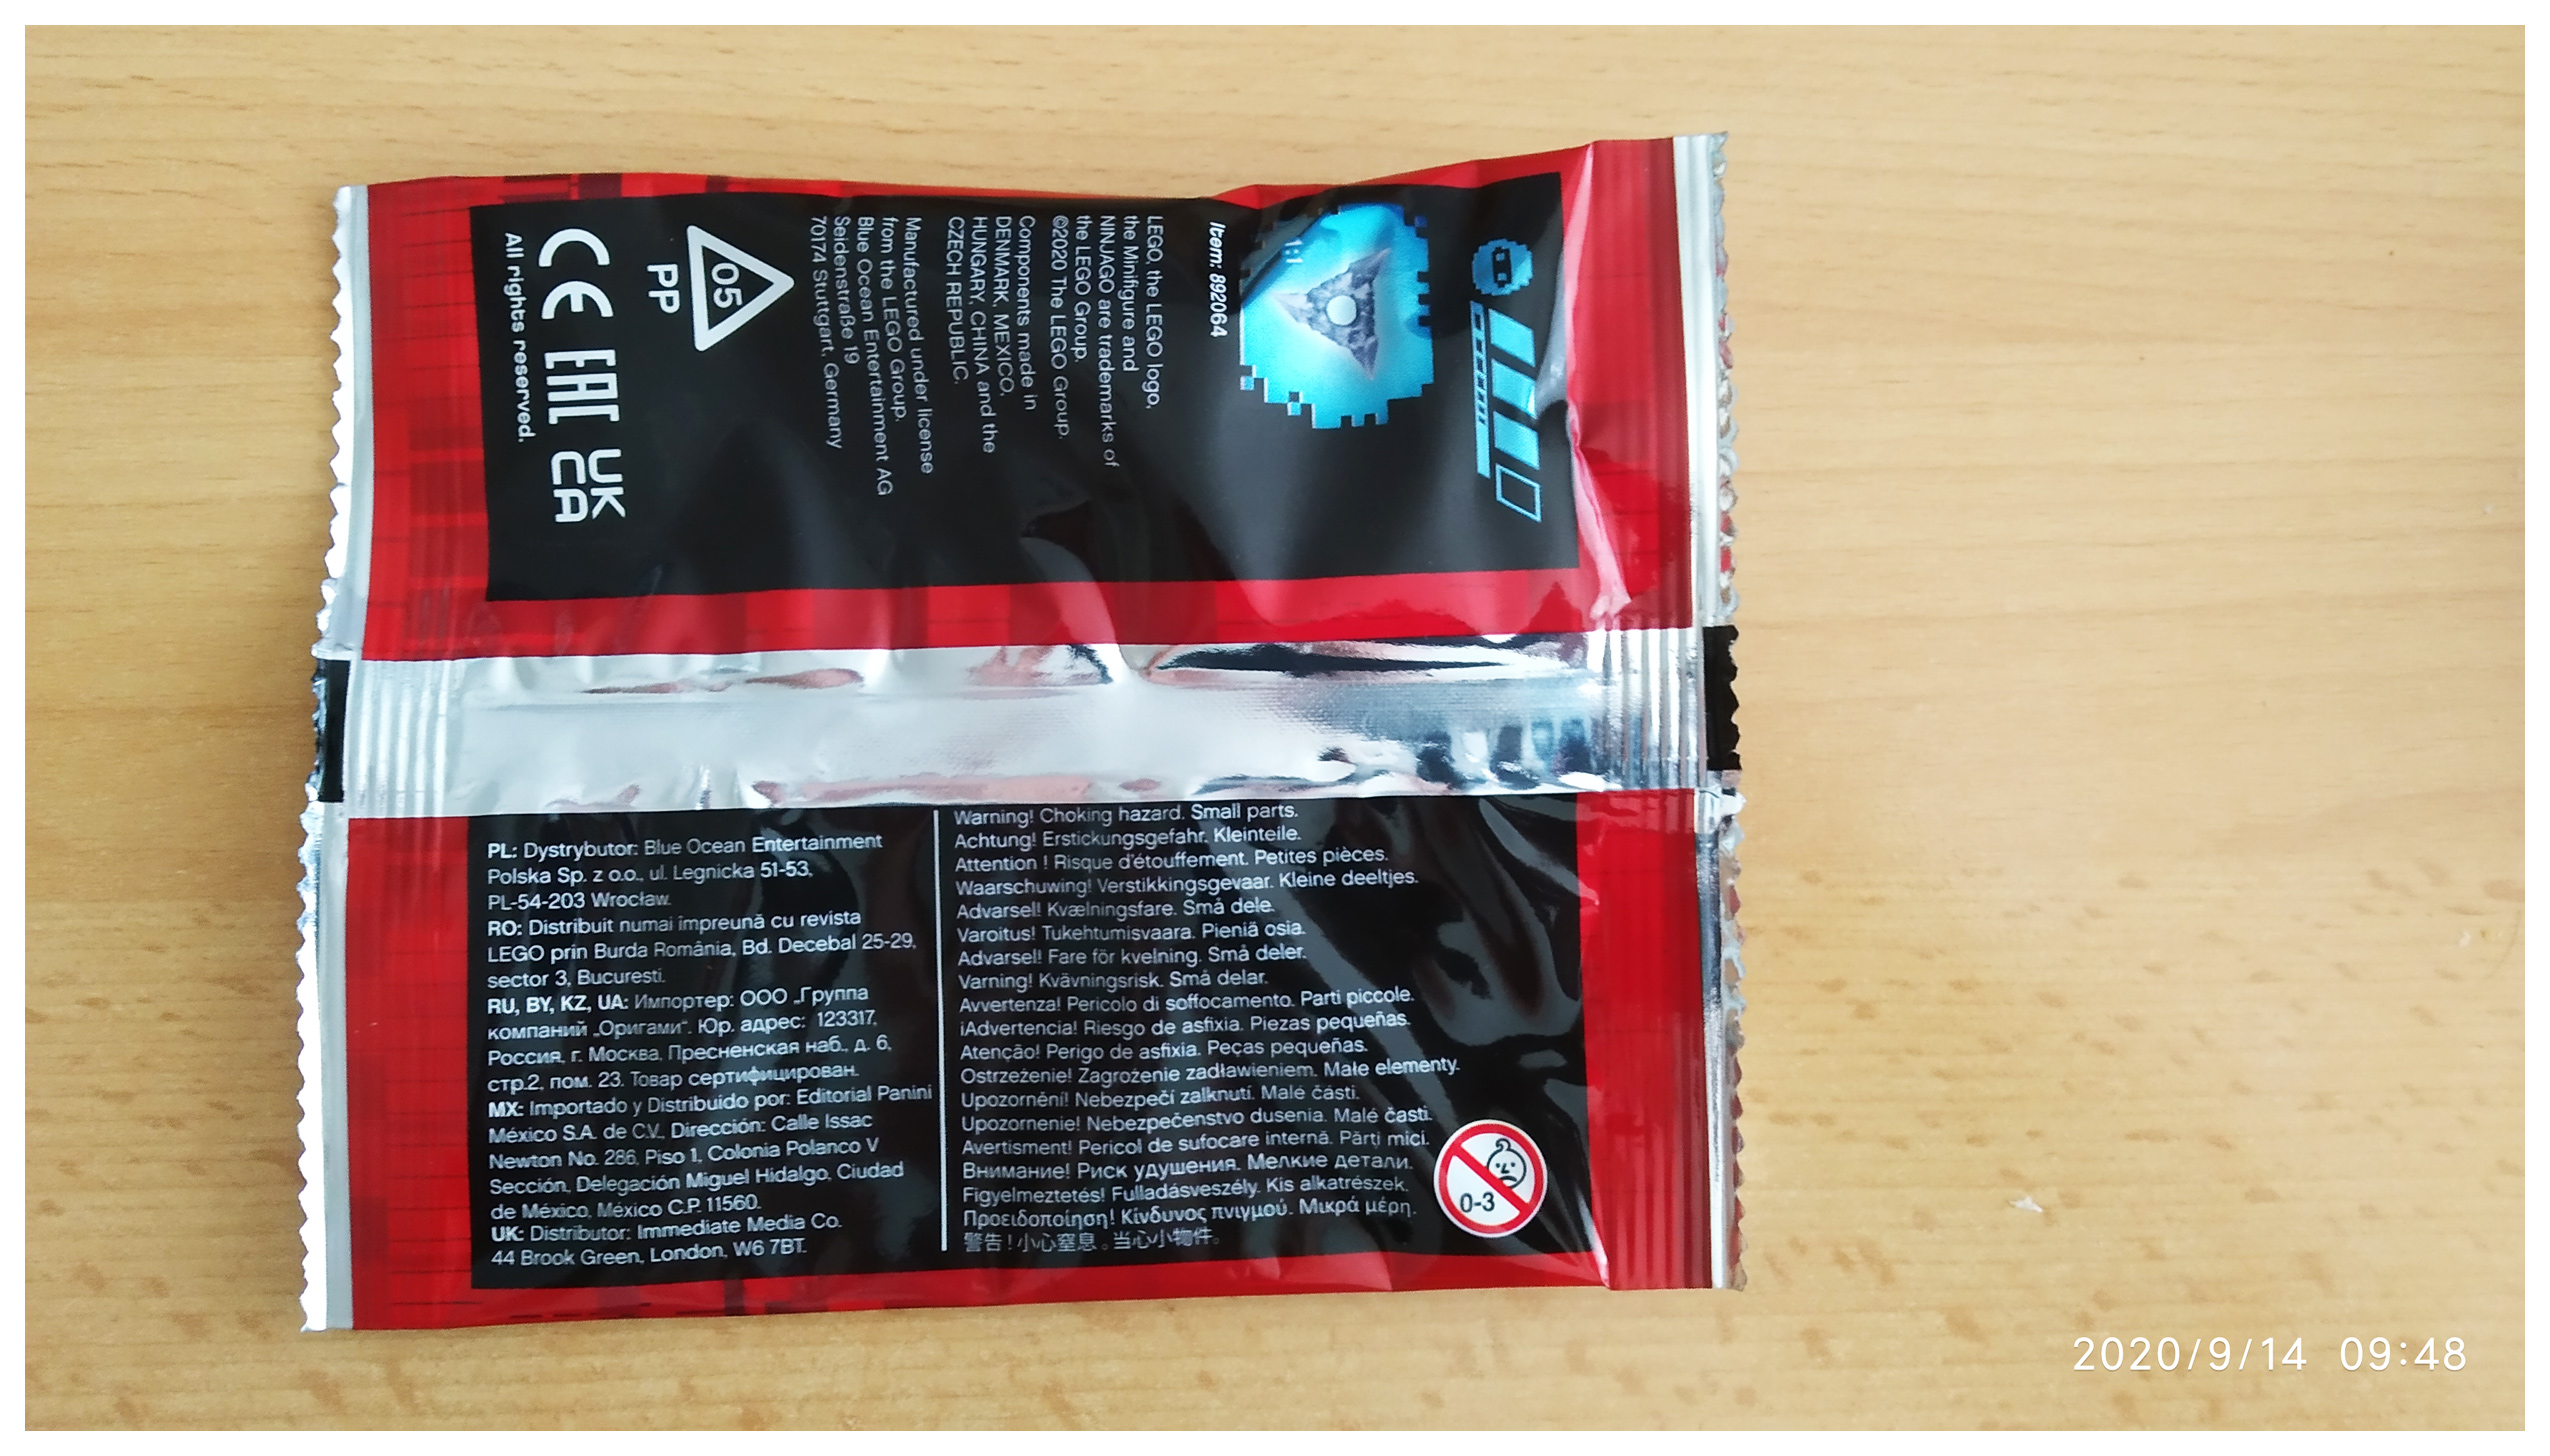 1:1
Item: 892064
LEGO, the LEGO logo,
the Minifigure and
NINJAGO are trademarks of
the LEGO Group.
©2020 The LEGO Group.
Components made in
DENMARK, MEXICO,
HUNGARY, CHINA and the
CZECH REPUBLIC.
Manufactured under license
from the LEGO Group.
Blue Ocean Entertainment AG
Seidenstraße 19
70174 Stuttgart, Germany
05
PP
CE EAC UK
CA
All rights reserved.
PL: Dystrybutor: Blue Ocean Entertainment
Polska Sp. z o.o., ul. Legnicka 51-53,
PL-54-203 Wrocław.
RO: Distribuit numai împreună cu revista
LEGO prin Burda România, Bd. Decebal 25-29,
sector 3, Bucuresti.
RU, BY, KZ, UA: Импортер: ООО „Группа
компаний „Оригами“. Юр. адрес: 123317,
Россия, г. Москва, Пресненская наб., д. 6,
стр.2, пом. 23. Товар сертифицирован.
MX: Importado y Distribuido por: Editorial Panini
México S.A. de C.V., Dirección: Calle Issac
Newton No. 286, Piso 1, Colonia Polanco V
Sección, Delegación Miguel Hidalgo, Ciudad
de México, México C.P. 11560.
UK: Distributor: Immediate Media Co.
44 Brook Green, London, W6 7BT.
Warning! Choking hazard. Small parts.
Achtung! Erstickungsgefahr. Kleinteile.
Attention ! Risque d'étouffement. Petites pièces.
Waarschuwing! Verstikkingsgevaar. Kleine deeltjes.
Advarsel! Kvælningsfare. Små dele.
Varoitus! Tukehtumisvaara. Pieniä osia.
Advarsel! Fare för kvelning. Små deler.
Varning! Kvävningsrisk. Små delar.
Avvertenza! Pericolo di soffocamento. Parti piccole.
¡Advertencia! Riesgo de asfixia. Piezas pequeñas.
Atenção! Perigo de asfixia. Peças pequeñas.
Ostrzeżenie! Zagrożenie zadławieniem. Małe elementy.
Upozornění! Nebezpečí zalknutí. Malé části.
Upozornenie! Nebezpečenstvo dusenia. Malé časti.
Avertisment! Pericol de sufocare internă. Părți mici.
Внимание! Риск удушения. Мелкие детали.
Figyelmeztetés! Fulladásveszély. Kis alkatrészek.
Προειδοποίηση! Κίνδυνος πνιγμού. Μικρά μέρη.
警告！小心窒息。当心小物件。
0-3
2020/9/14 09:48